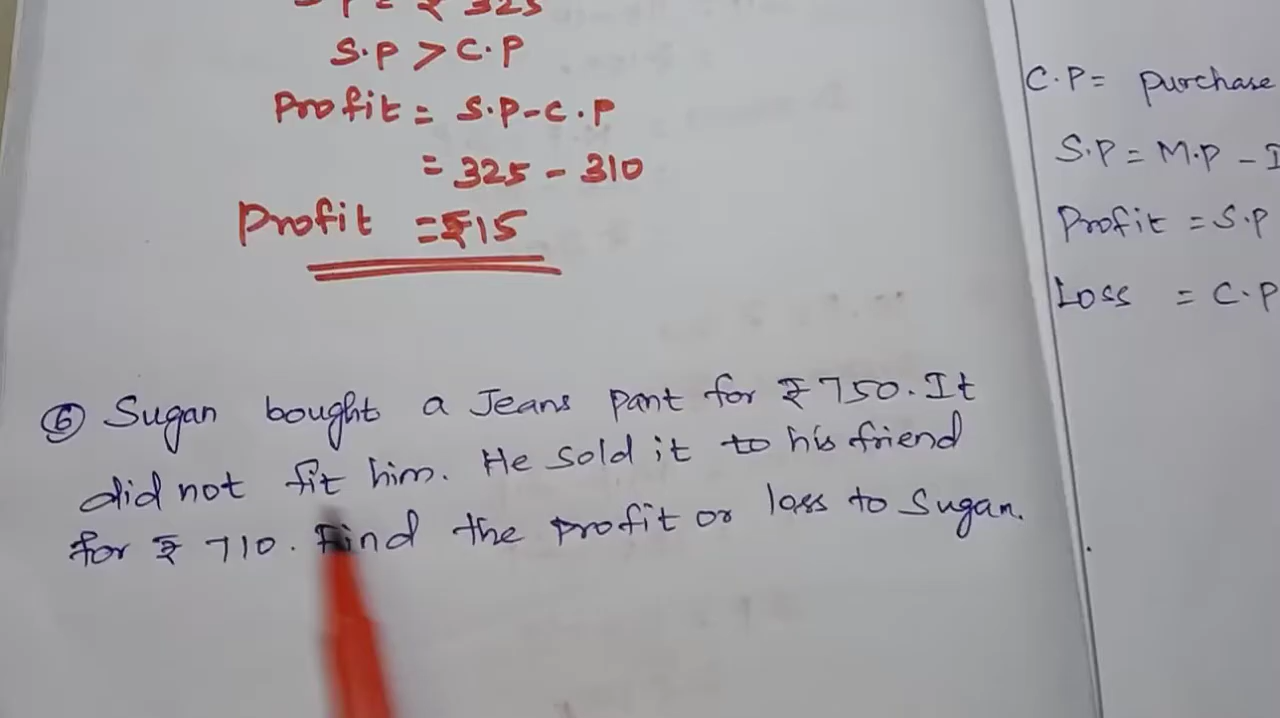 S.P = ₹ 325
S.P > C.P
Profit = S.P - C.P
= 325 - 310
Profit = ₹15
⑥ Sugan bought a Jeans pant for ₹ 750. It
did not fit him. He sold it to his friend
for ₹ 710. Find the profit or loss to Sugan.
C.P = purchase
S.P = M.P -
Profit = S.P
Loss = C.P